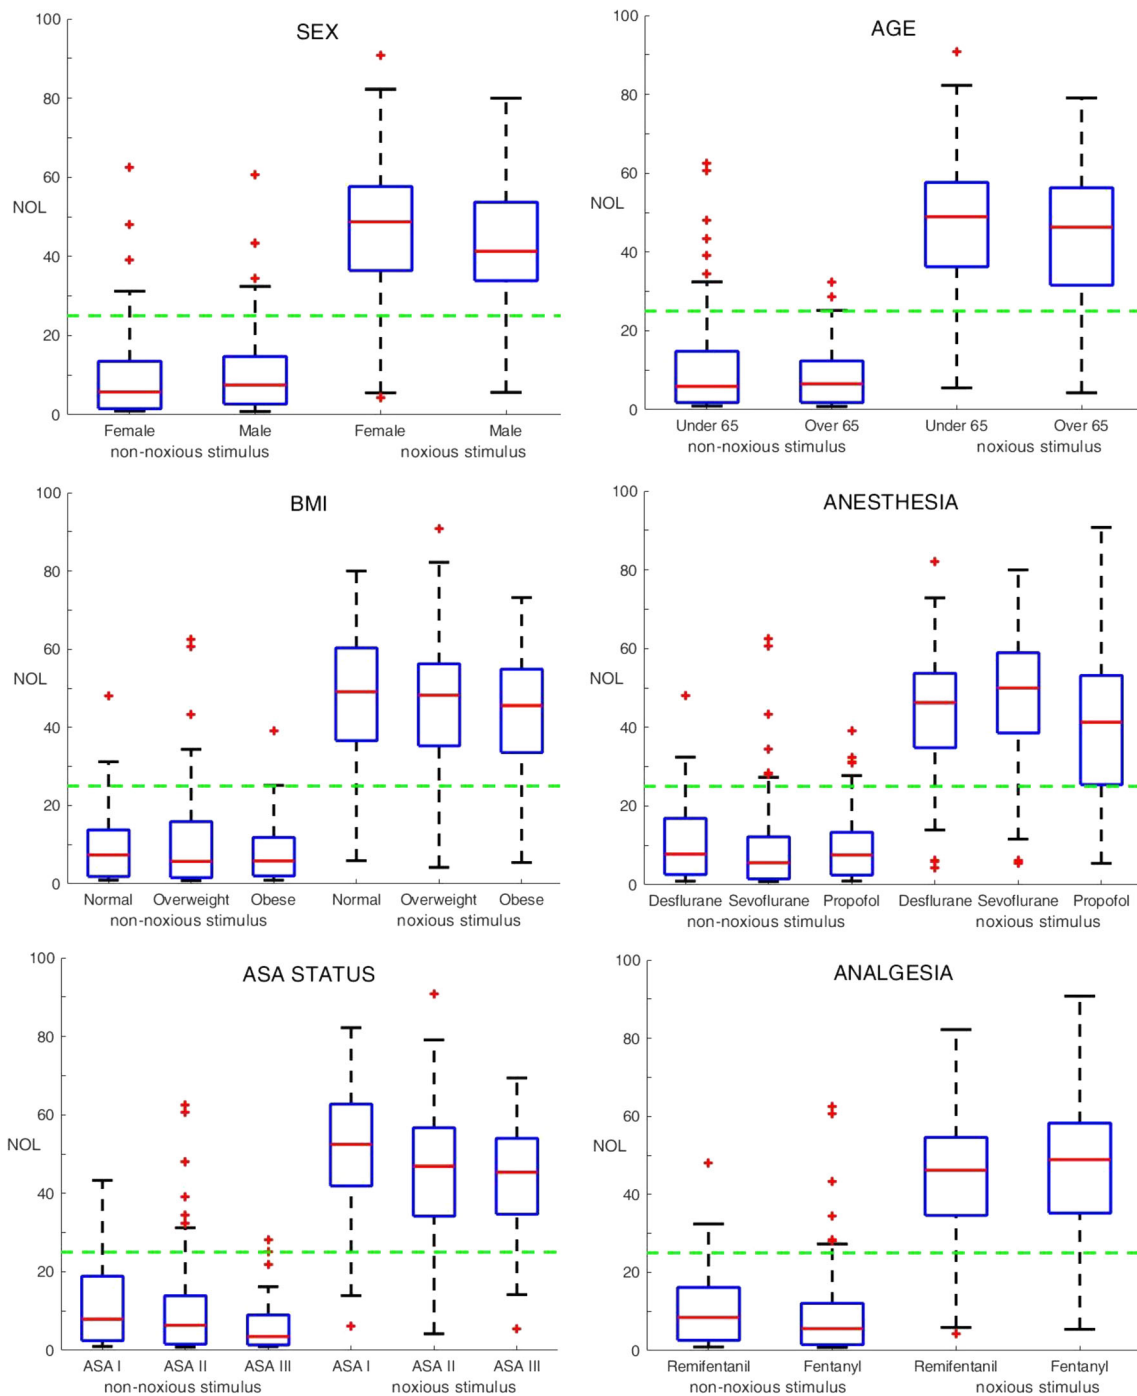 SEX
100
80
60
NOL
40
20
0
Female Male Female Male
non-noxious stimulus noxious stimulus
AGE
100
80
60
NOL
40
20
0
Under 65 Over 65 Under 65 Over 65
non-noxious stimulus noxious stimulus
BMI
100
80
60
NOL
40
20
0
Normal Overweight Obese Normal Overweight Obese
non-noxious stimulus noxious stimulus
ANESTHESIA
100
80
60
NOL
40
20
0
Desflurane Sevoflurane Propofol Desflurane Sevoflurane Propofol
non-noxious stimulus noxious stimulus
ASA STATUS
100
80
60
NOL
40
20
0
ASA I ASA II ASA III ASA I ASA II ASA III
non-noxious stimulus noxious stimulus
ANALGESIA
100
80
60
NOL
40
20
0
Remifentanil Fentanyl Remifentanil Fentanyl
non-noxious stimulus noxious stimulus